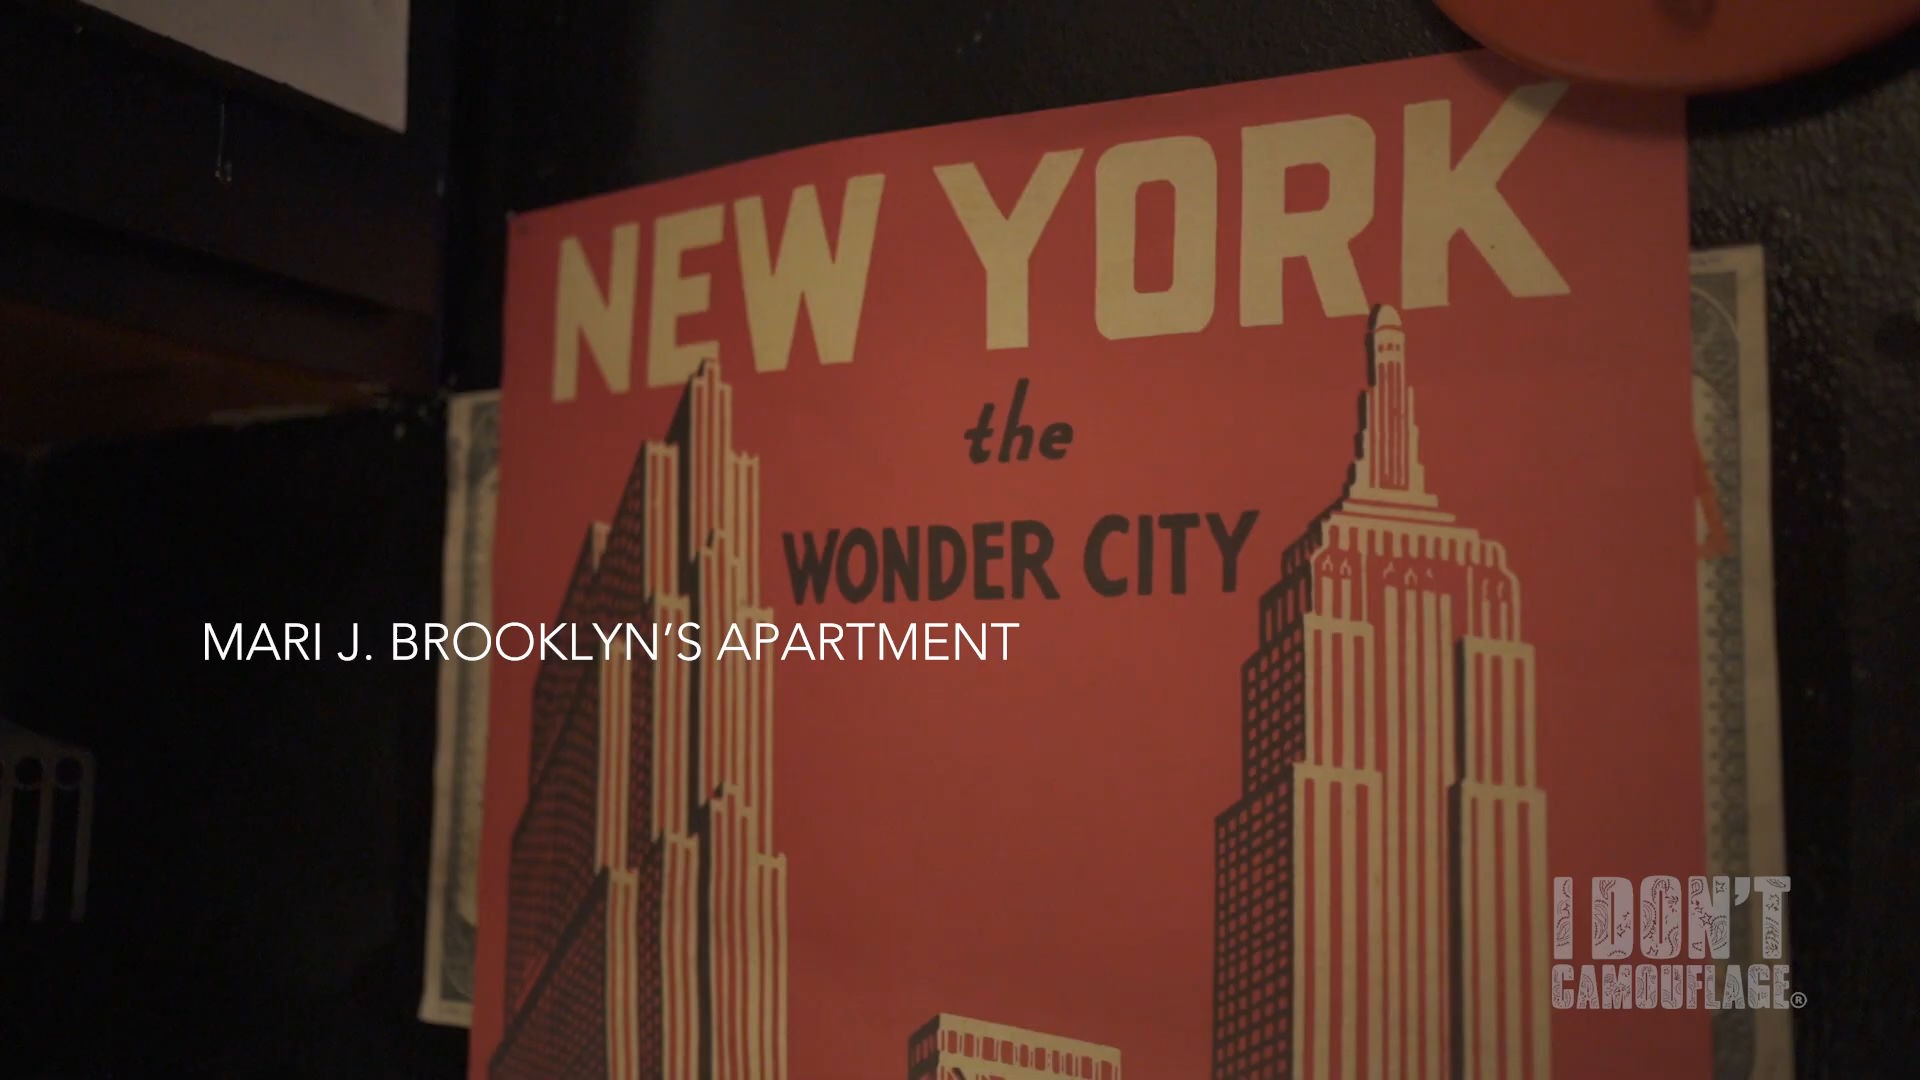 NEW YORK
the
WONDER CITY
MARI J. BROOKLYN’S APARTMENT
I DON'T
CAMOUFLAGE®